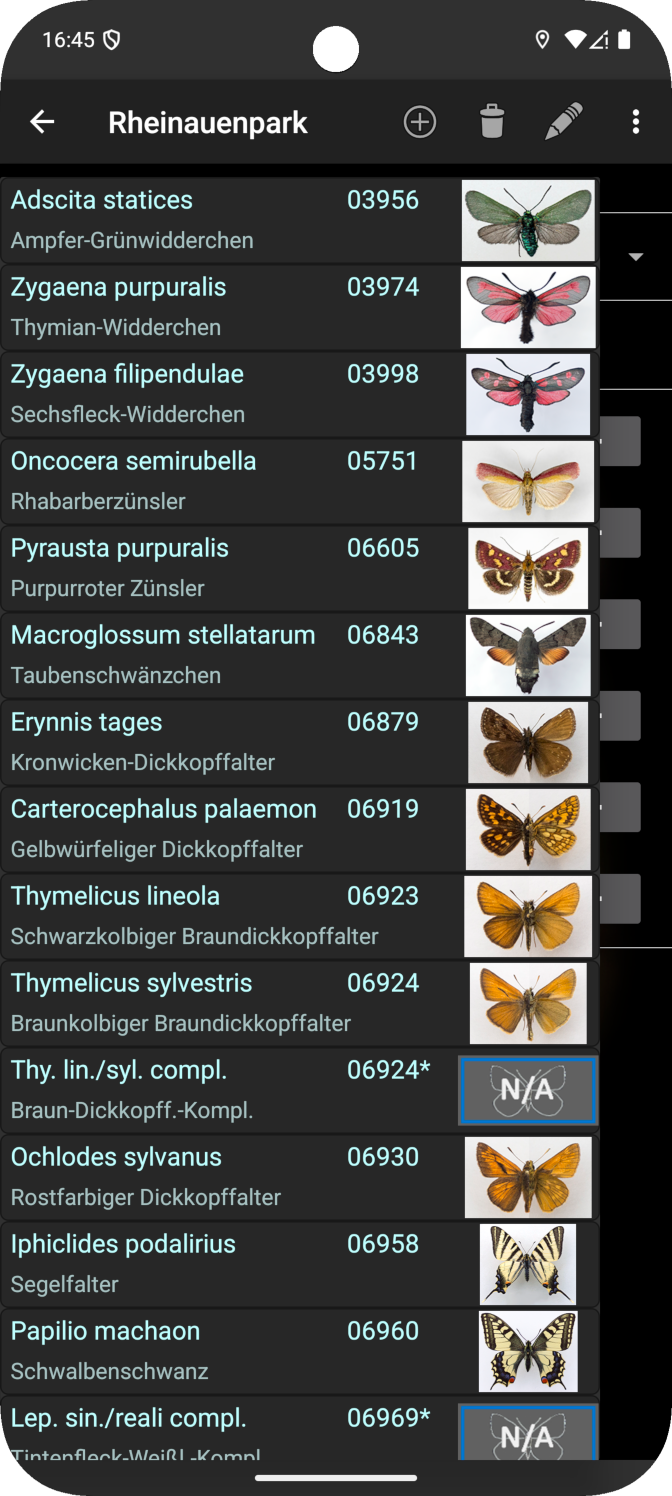 16:45
Rheinauenpark
Adscita statices 03956
Ampfer-Grünwidderchen
Zygaena purpuralis 03974
Thymian-Widderchen
Zygaena filipendulae 03998
Sechsfleck-Widderchen
Oncocera semirubella 05751
Rhabarberzünsler
Pyrausta purpuralis 06605
Purpurroter Zünsler
Macroglossum stellatarum 06843
Taubenschwänzchen
Erynnis tages 06879
Kronwicken-Dickkopffalter
Carterocephalus palaemon 06919
Gelbwürfeliger Dickkopffalter
Thymelicus lineola 06923
Schwarzkolbiger Braundickkopffalter
Thymelicus sylvestris 06924
Braunkolbiger Braundickkopffalter
Thy. lin./syl. compl. 06924*
N/A
Braun-Dickkopff.-Kompl.
Ochlodes sylvanus 06930
Rostfarbiger Dickkopffalter
Iphiclides podalirius 06958
Segelfalter
Papilio machaon 06960
Schwalbenschwanz
Lep. sin./reali compl. 06969*
N/A
Tintenfleck-Weißl.-Kompl.